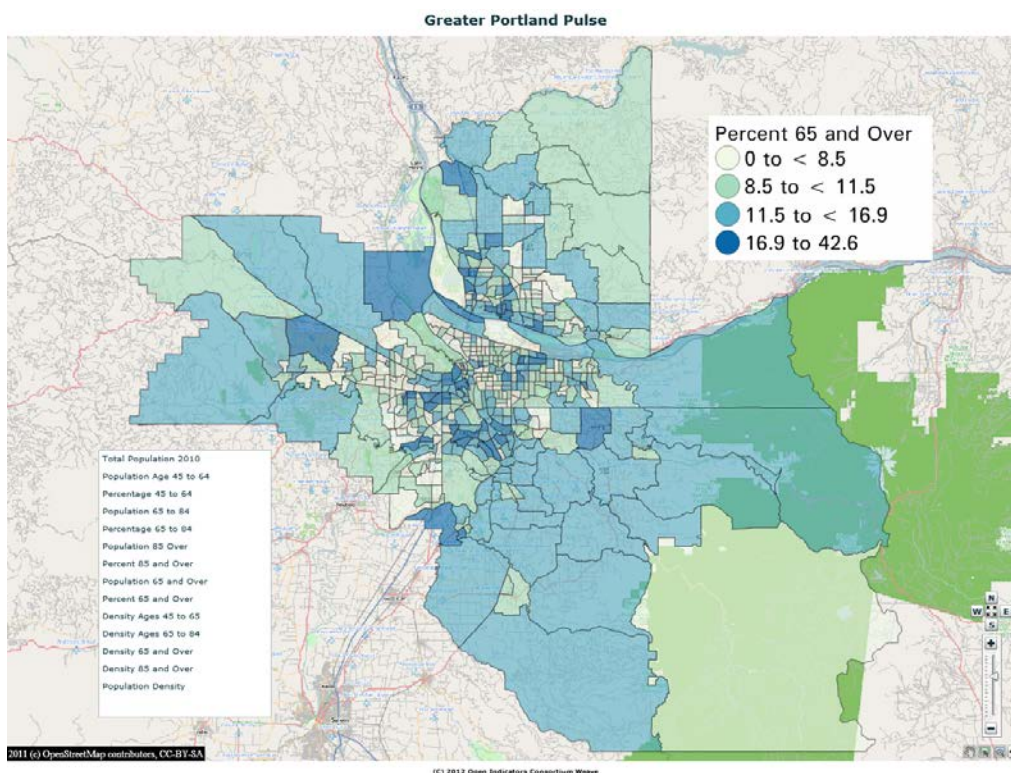 Greater Portland Pulse
Percent 65 and Over
0 to < 8.5
8.5 to < 11.5
11.5 to < 16.9
16.9 to 42.6
Total Population 2010
Population Age 45 to 64
Percentage 45 to 64
Population 65 to 84
Percentage 65 to 84
Population 85 Over
Percent 85 and Over
Population 65 and Over
Percent 65 and Over
Density Ages 45 to 65
Density Ages 65 to 84
Density 65 and Over
Density 85 and Over
Population Density
N
W E
S
2011 (c) OpenStreetMap contributors, CC-BY-SA
(C) 2012 Open Indicators Consortium Weave